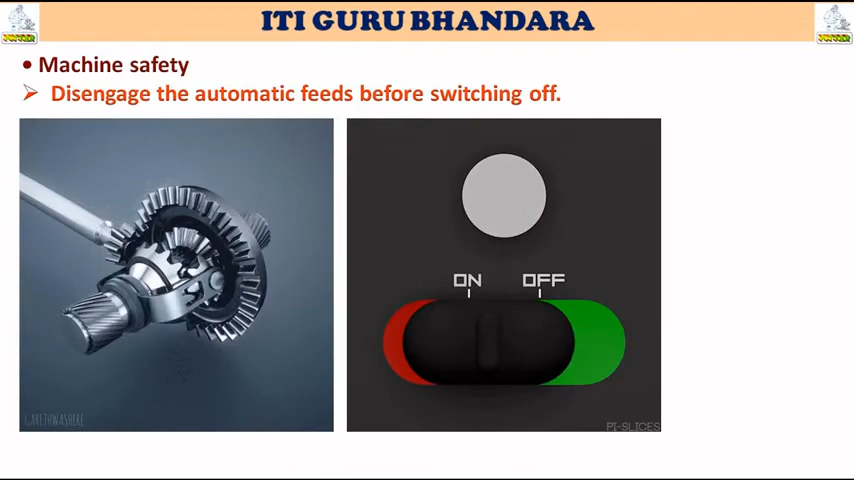 ITI GURU BHANDARA
• Machine safety
➢ Disengage the automatic feeds before switching off.
ON OFF
GARETHWASHERE
PI-SLICES